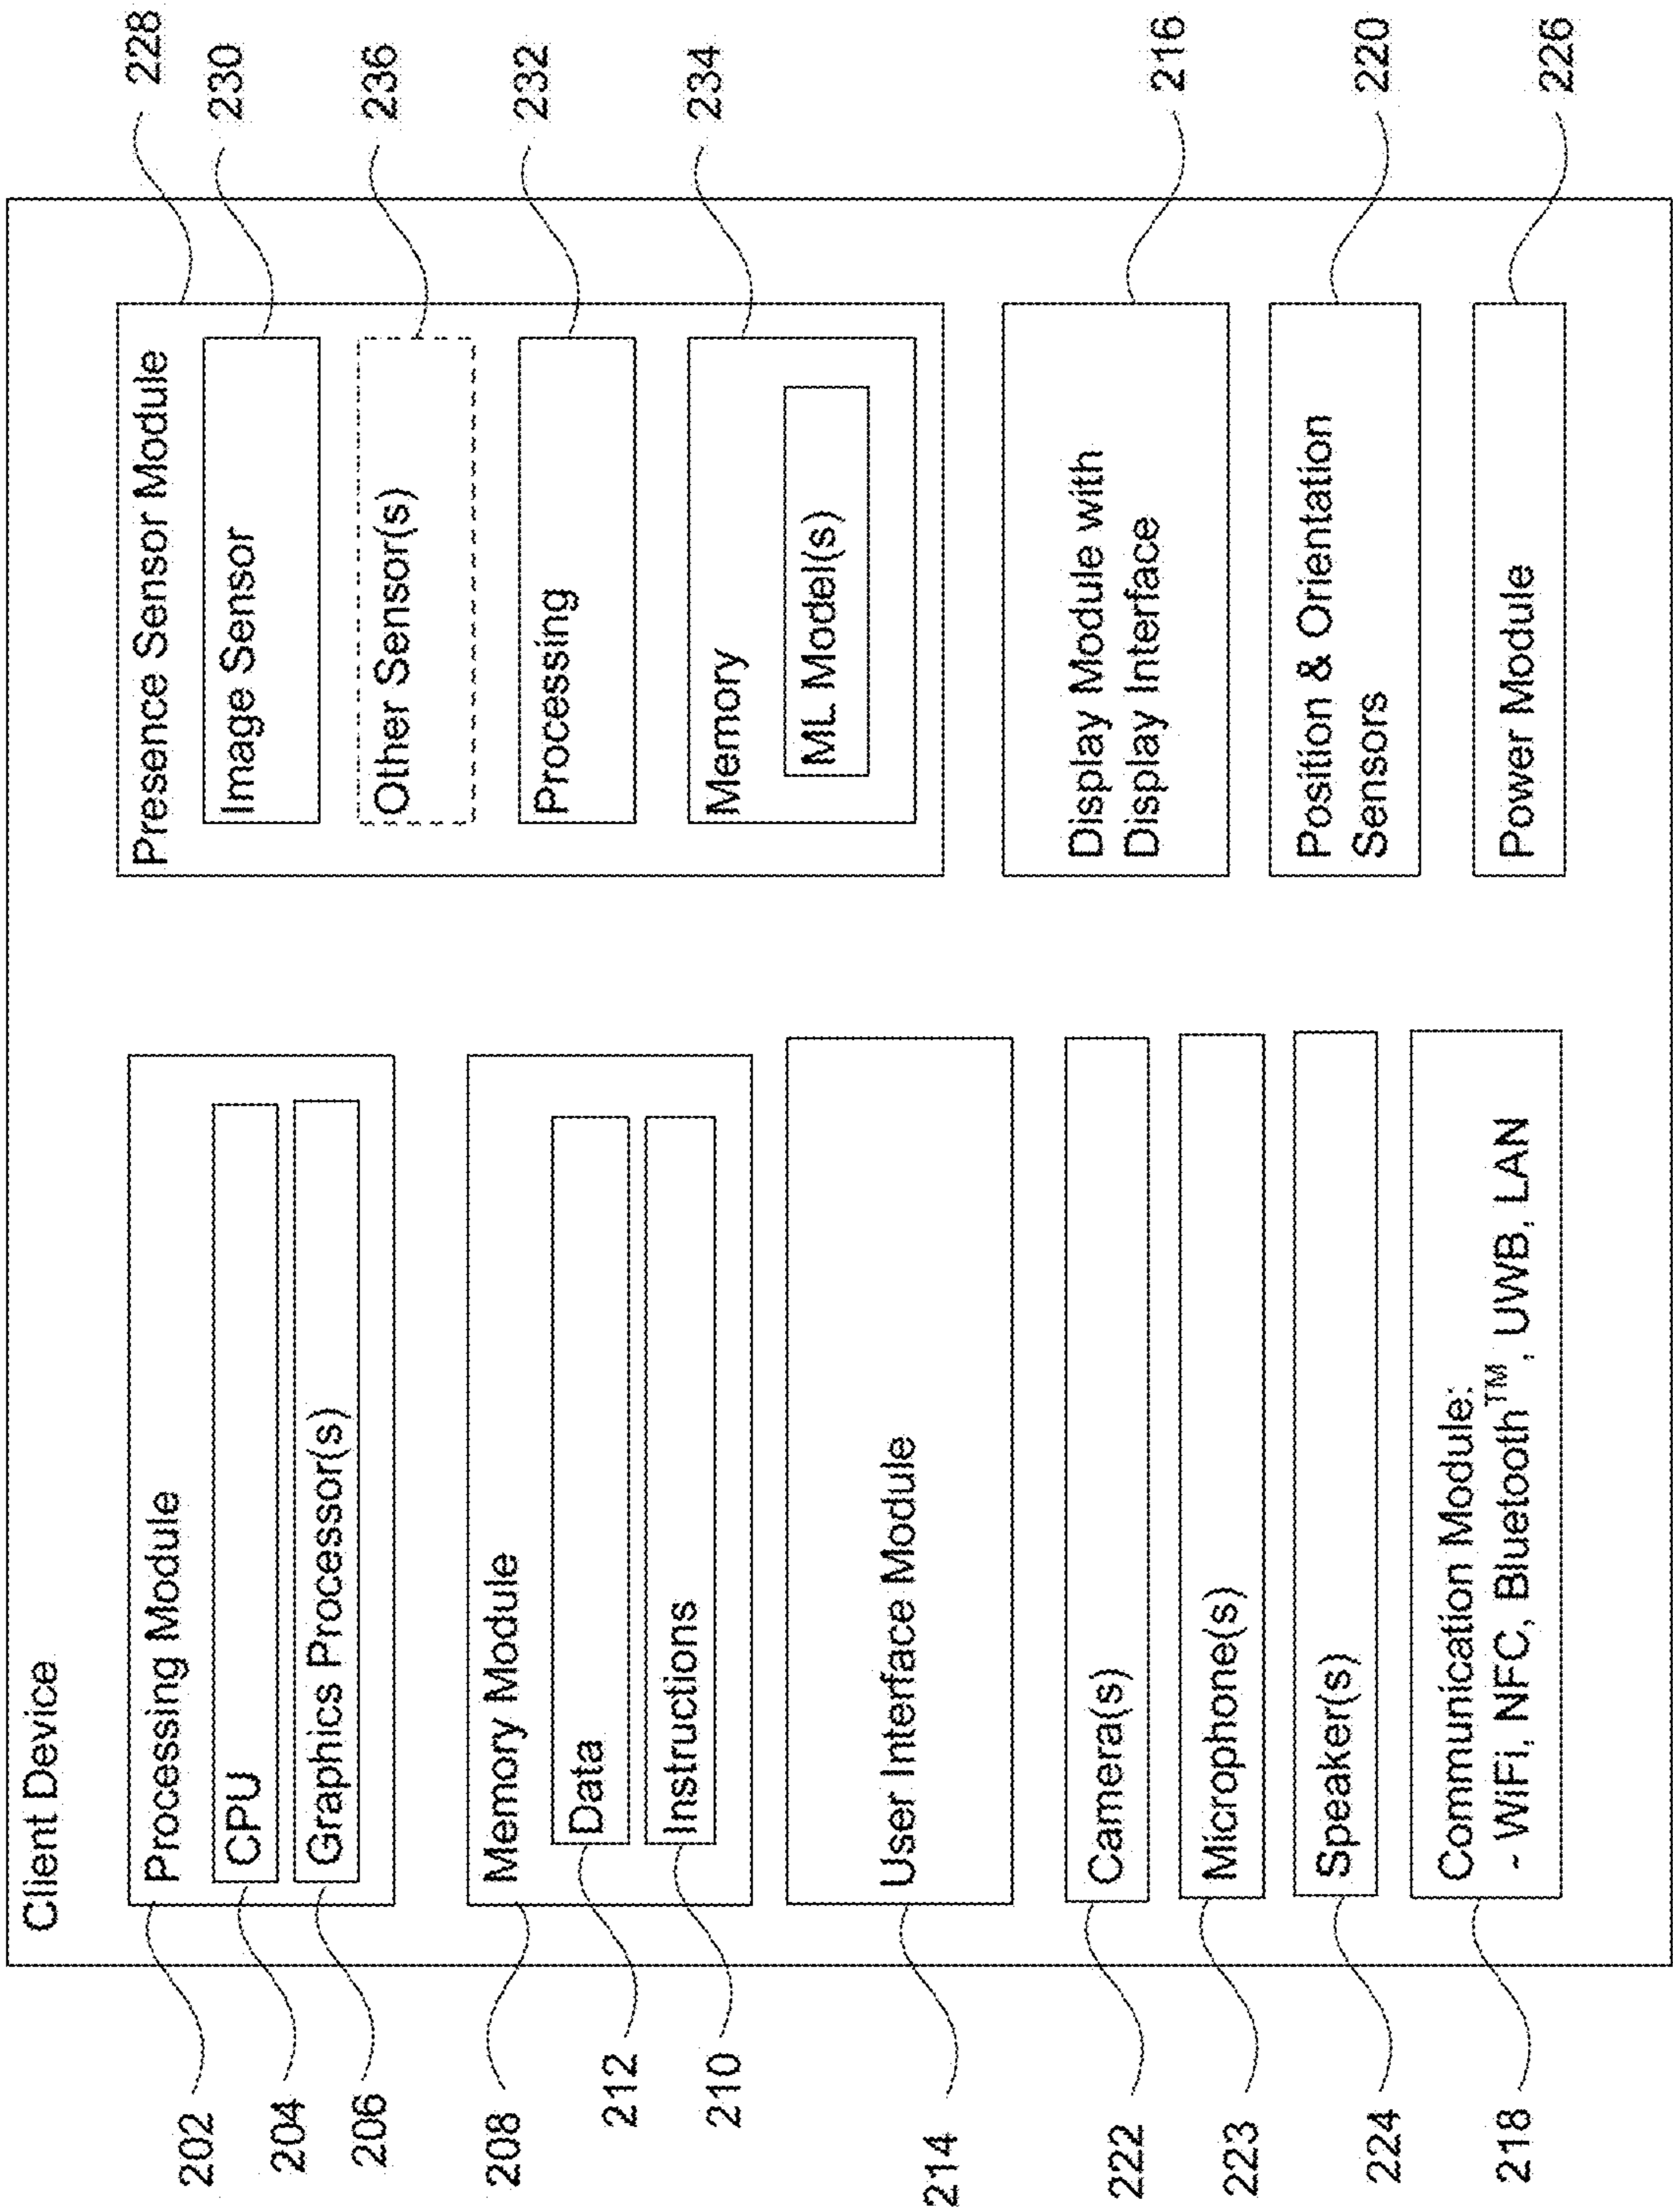 Client Device
202
Processing Module
204
CPU
206
Graphics Processor(s)
208
Memory Module
212
Data
210
Instructions
214
User Interface Module
222
Camera(s)
223
Microphone(s)
224
Speaker(s)
218
Communication Module:
- WiFi, NFC, Bluetooth™, UWB, LAN
Presence Sensor Module
228
Image Sensor
230
Other Sensor(s)
236
Processing
232
Memory
234
ML Model(s)
Display Module with
Display Interface
216
Position & Orientation
Sensors
220
Power Module
226